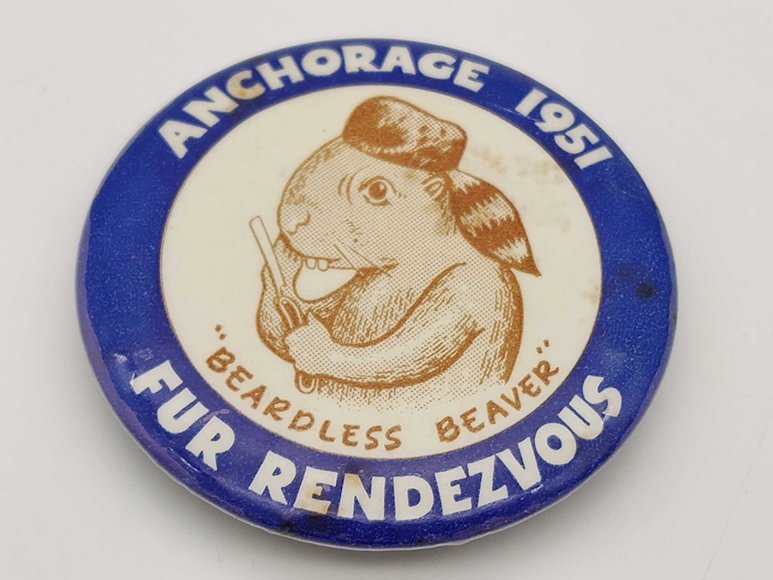 ANCHORAGE 1951
"BEARDLESS BEAVER"
FUR RENDEZVOUS